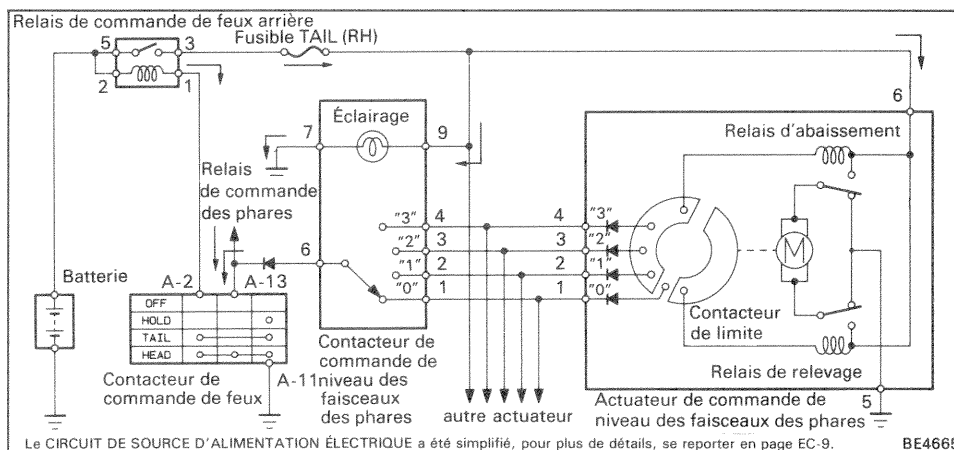 Relais de commande de feux arrière
5
3
Fusible TAIL (RH)
2
1
6
Éclairage
7
9
Relais d'abaissement
Relais
de commande
des phares
"3"
4
4
"3"
"2"
3
3
"2"
6
"1"
2
2
"1"
"0"
1
1
"0"
M
Batterie
A-2
A-13
OFF
HOLD
TAIL
HEAD
Contacteur
de limite
A-11
Contacteur de
commande de feux
Contacteur de
commande de
niveau des
faisceaux
des phares
autre actuateur
Relais de relevage
Actuateur de commande de
niveau des faisceaux des phares
5
Le CIRCUIT DE SOURCE D'ALIMENTATION ÉLECTRIQUE a été simplifié, pour plus de détails, se reporter en page EC-9.
BE4665